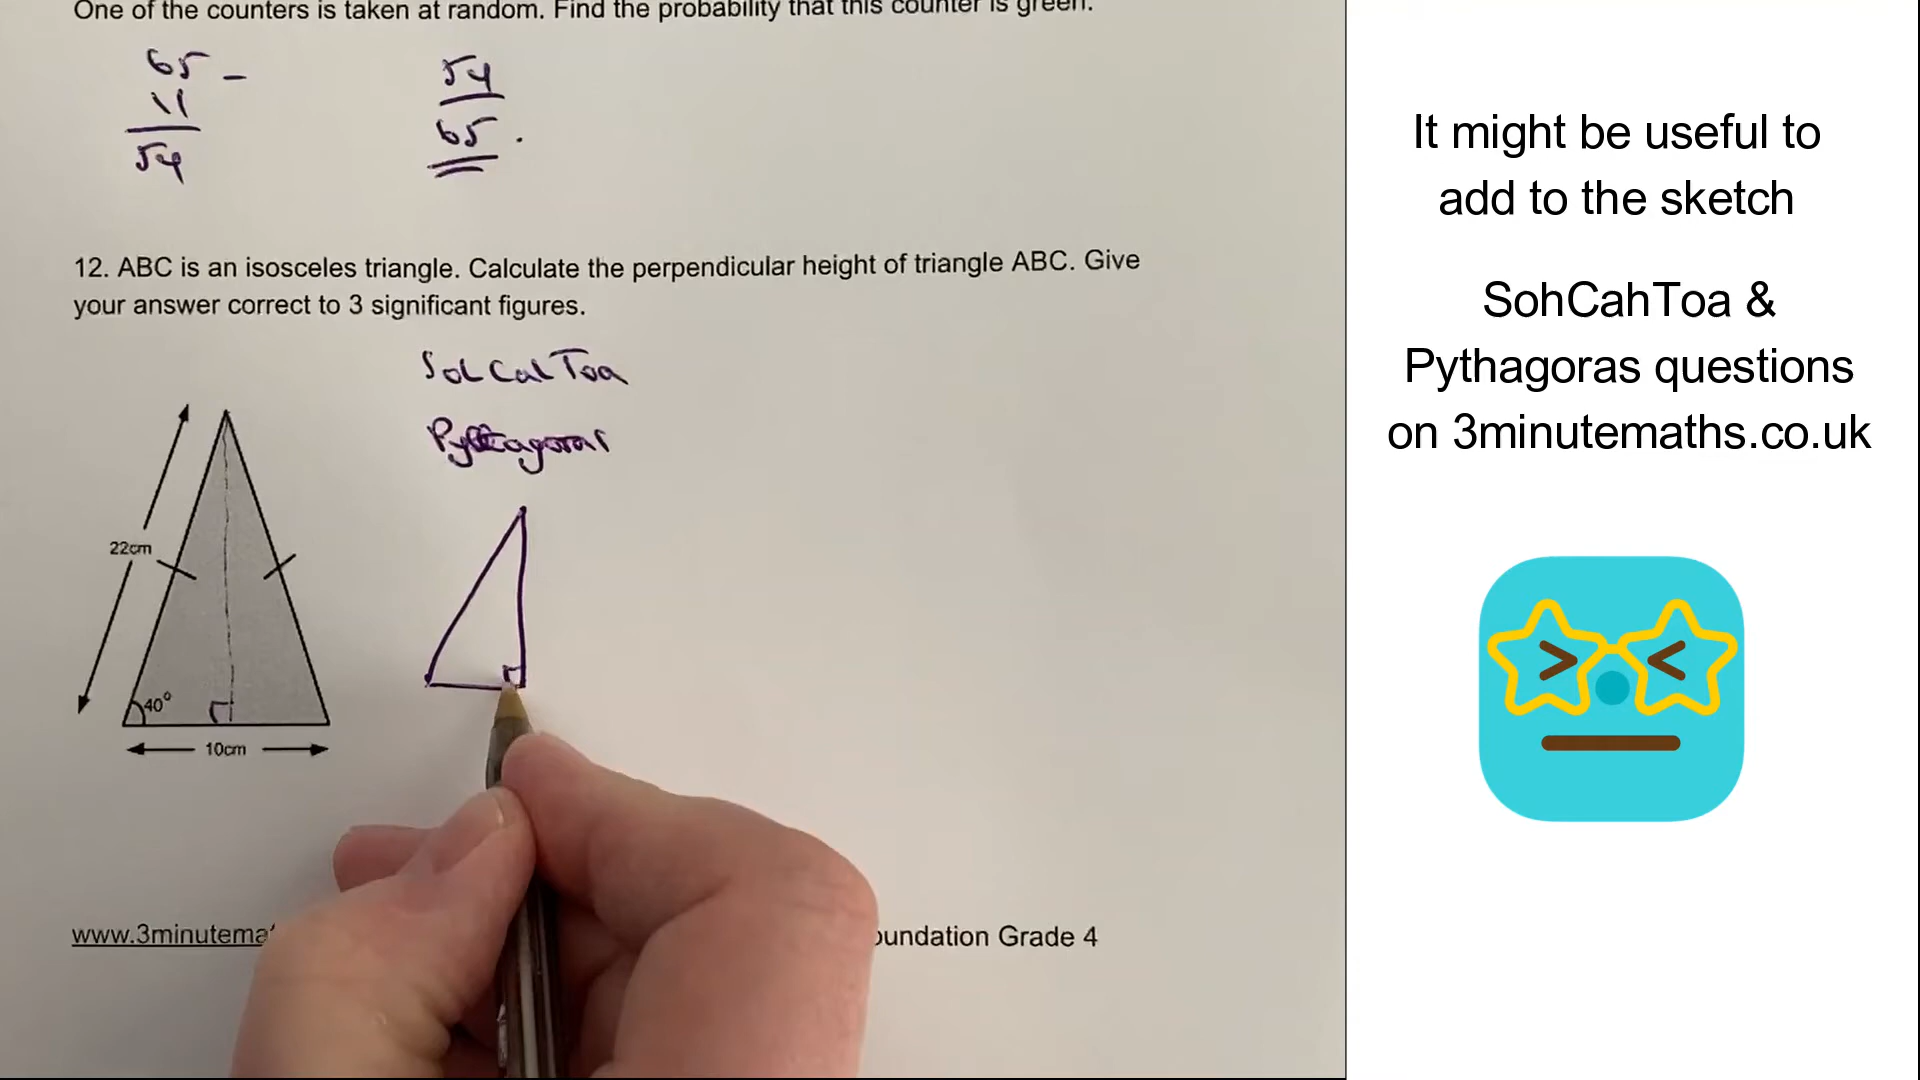 One of the counters is taken at random. Find the probability that this counter is green.
65 -
11
54
54
65 .
12. ABC is an isosceles triangle. Calculate the perpendicular height of triangle ABC. Give
your answer correct to 3 significant figures.
SohCahToa
Pythagoras
22cm
40°
10cm
www.3minutema
oundation Grade 4
It might be useful to
add to the sketch
SohCahToa &
Pythagoras questions
on 3minutemaths.co.uk